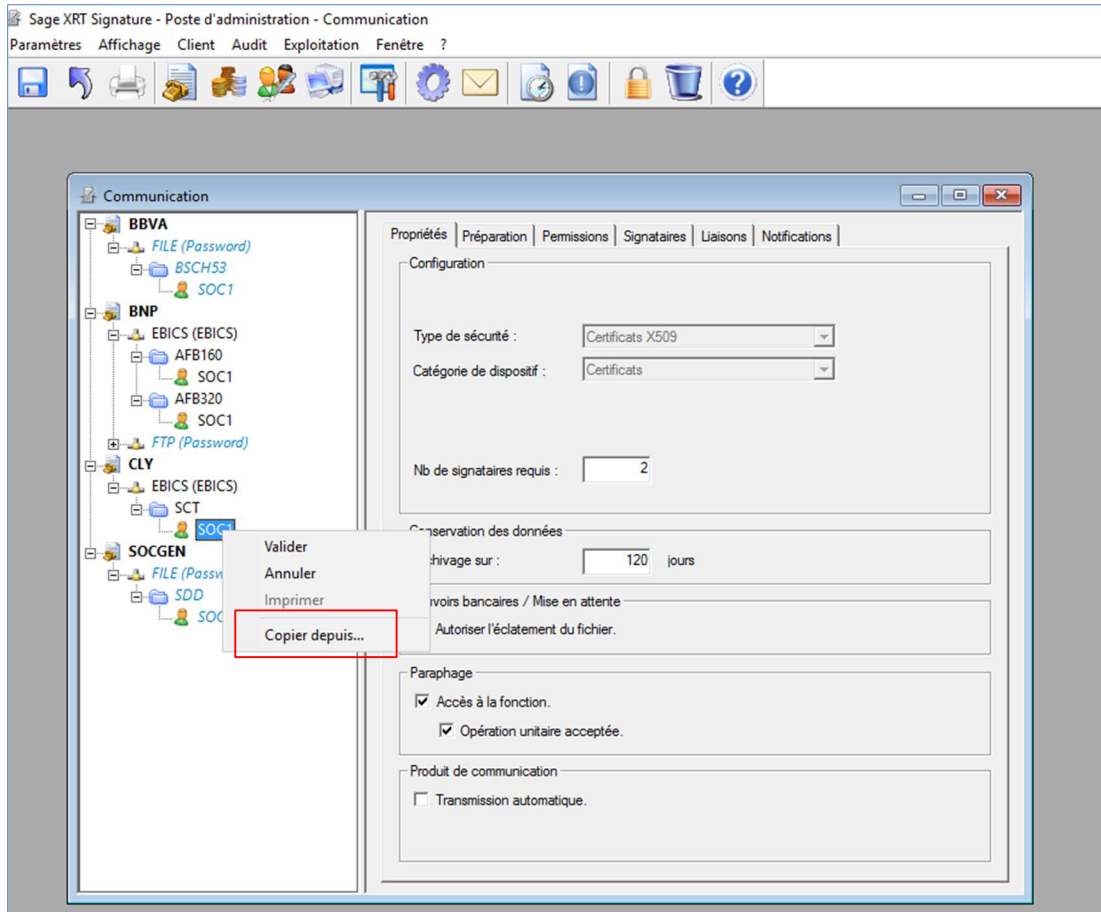 Sage XRT Signature - Poste d'administration - Communication
Paramètres Affichage Client Audit Exploitation Fenêtre ?
Communication
BBVA
FILE (Password)
BSCH53
SOC1
BNP
EBICS (EBICS)
AFB160
SOC1
AFB320
SOC1
FTP (Password)
CLY
EBICS (EBICS)
SCT
SOC1
SOCGEN
FILE (Passw
SDD
SOC
Valider
Annuler
Imprimer
Copier depuis...
Propriétés Préparation Permissions Signataires Liaisons Notifications
Configuration
Type de sécurité : Certificats X509
Catégorie de dispositif : Certificats
Nb de signataires requis : 2
Conservation des données
chivage sur : 120 jours
voirs bancaires / Mise en attente
Autoriser l'éclatement du fichier.
Paraphage
Accès à la fonction.
Opération unitaire acceptée.
Produit de communication
Transmission automatique.